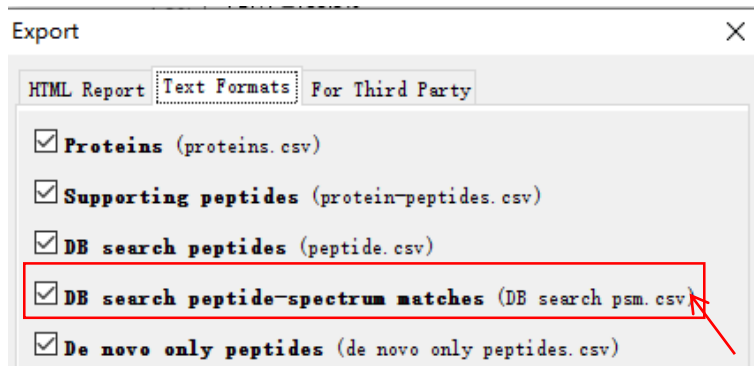 Export
HTML Report Text Formats For Third Party
Proteins (proteins.csv)
Supporting peptides (protein-peptides.csv)
DB search peptides (peptide.csv)
DB search peptide-spectrum matches (DB search psm.csv)
De novo only peptides (de novo only peptides.csv)